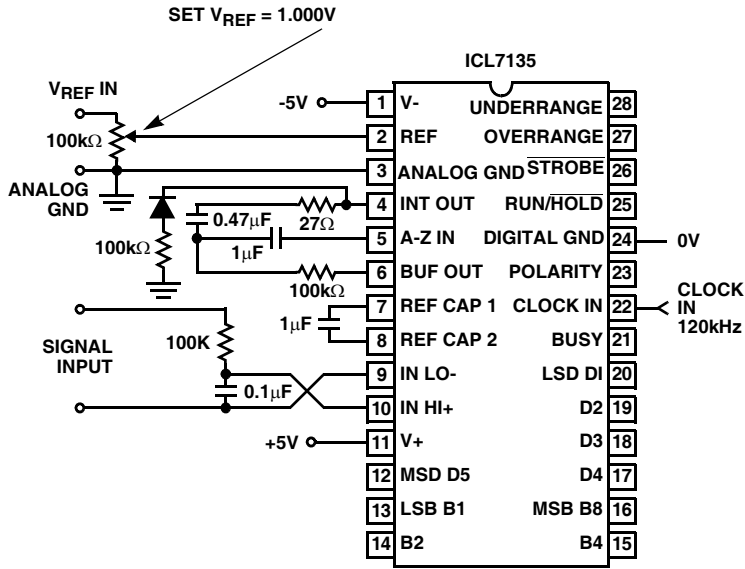 SET VREF = 1.000V
ICL7135
VREF IN
100kΩ
ANALOG
GND
-5V
100kΩ
0.47μF
27Ω
1μF
100kΩ
1μF
SIGNAL
INPUT
100K
0.1μF
+5V
1 V-
2 REF
3 ANALOG GND
4 INT OUT
5 A-Z IN
6 BUF OUT
7 REF CAP 1
8 REF CAP 2
9 IN LO-
10 IN HI+
11 V+
12 MSD D5
13 LSB B1
14 B2
UNDERRANGE 28
OVERRANGE 27
STROBE 26
RUN/HOLD 25
DIGITAL GND 24
POLARITY 23
CLOCK IN 22
BUSY 21
LSD DI 20
D2 19
D3 18
D4 17
MSB B8 16
B4 15
0V
CLOCK
IN
120kHz